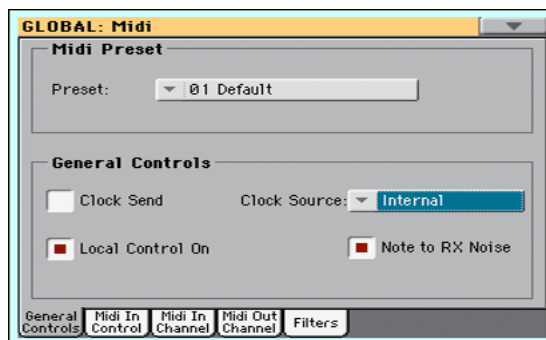 GLOBAL: Midi
Midi Preset
Preset: 01 Default
General Controls
Clock Send Clock Source: Internal
Local Control On Note to RX Noise
General Controls Midi In Control Midi In Channel Midi Out Channel Filters